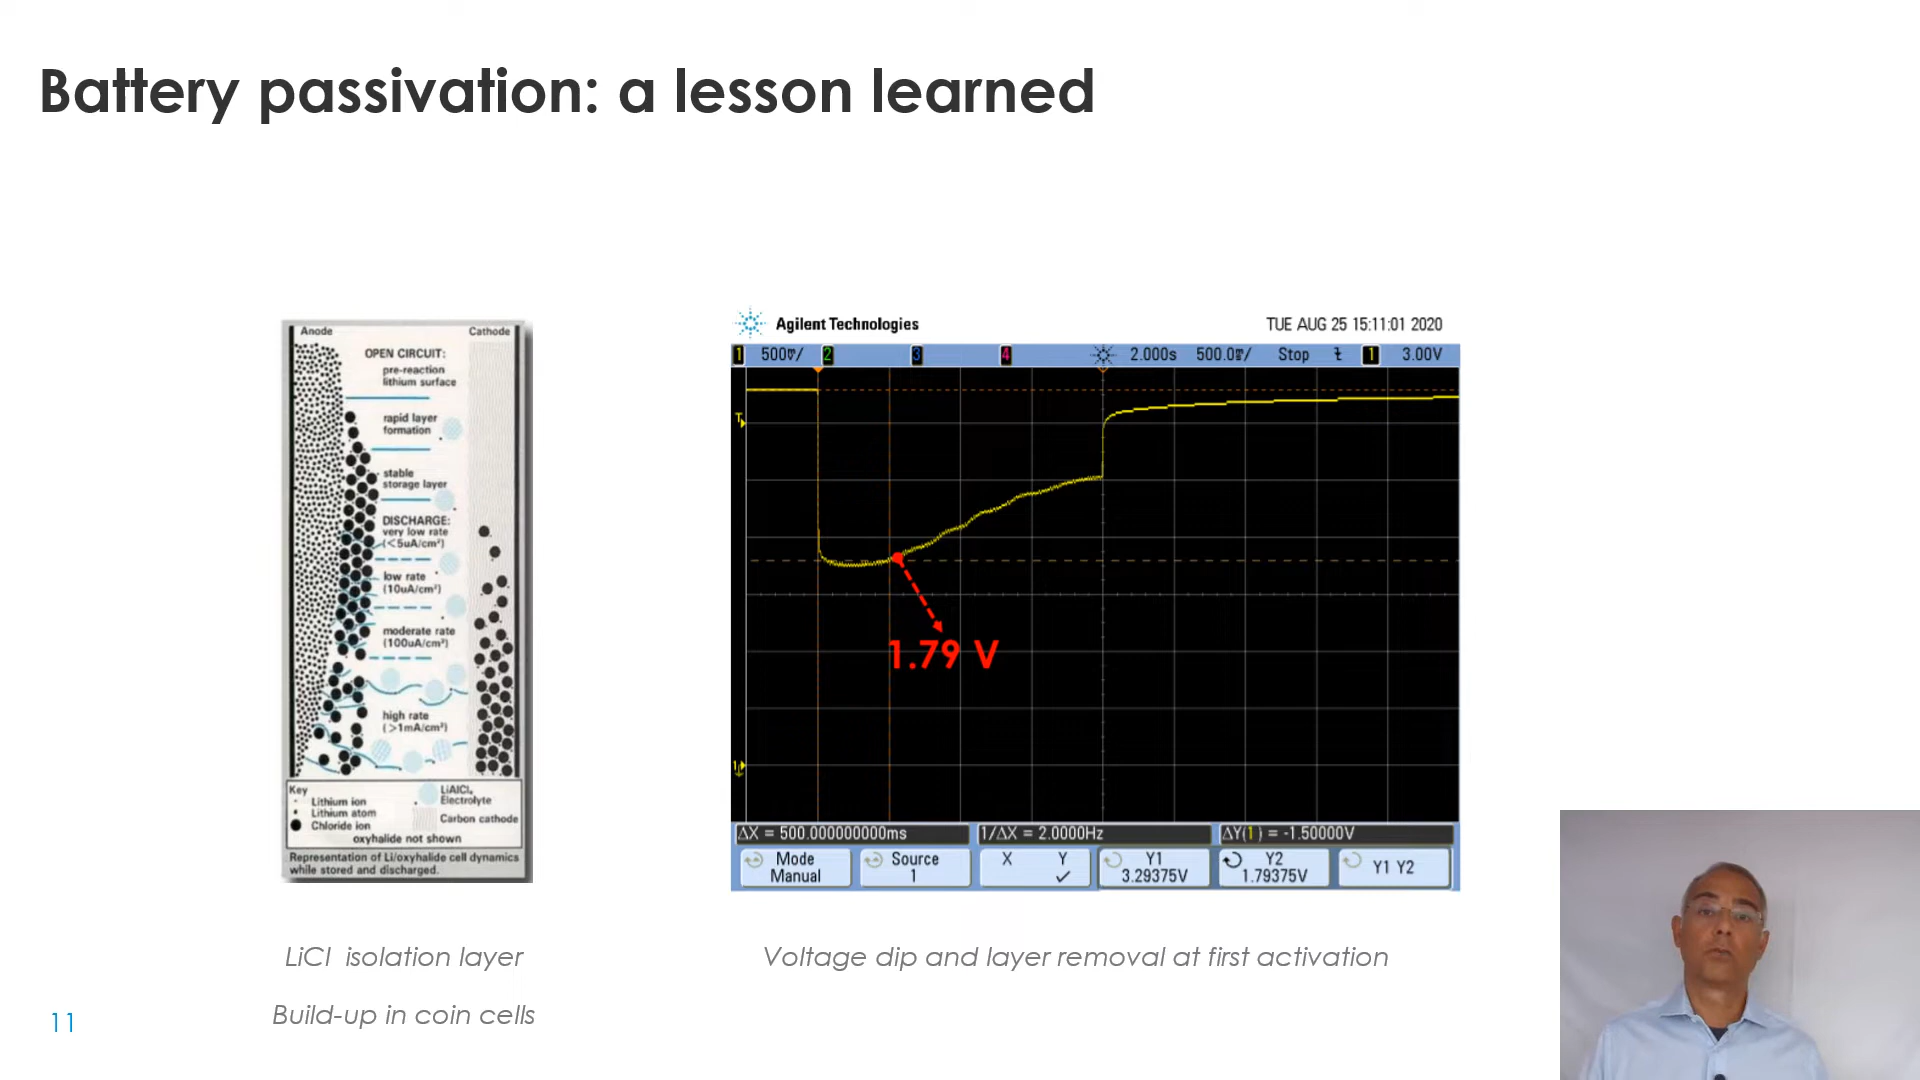 Battery passivation: a lesson learned
Anode Cathode
OPEN CIRCUIT:
pre-reaction
lithium surface
rapid layer
formation
stable
storage layer
DISCHARGE:
very low rate
(<5uA/cm²)
low rate
(10uA/cm²)
moderate rate
(100uA/cm²)
high rate
(>1mA/cm²)
Key
Lithium ion
Lithium atom
Chloride ion
LiAlCl₄
Electrolyte
Carbon cathode
oxyhalide not shown
Representation of Li/oxyhalide cell dynamics
while stored and discharged.
LiCl isolation layer
Build-up in coin cells
Agilent Technologies TUE AUG 25 15:11:01 2020
1 500mV/ 2 3 4 2.000s 500.0ms/ Stop 1 3.00V
T
1.79 V
1
ΔX = 500.000000000ms 1/ΔX = 2.0000Hz ΔY(1) = -1.50000V
Mode
Manual
Source
1
X Y
Y1
3.29375V
Y2
1.79375V
Y1 Y2
Voltage dip and layer removal at first activation
11